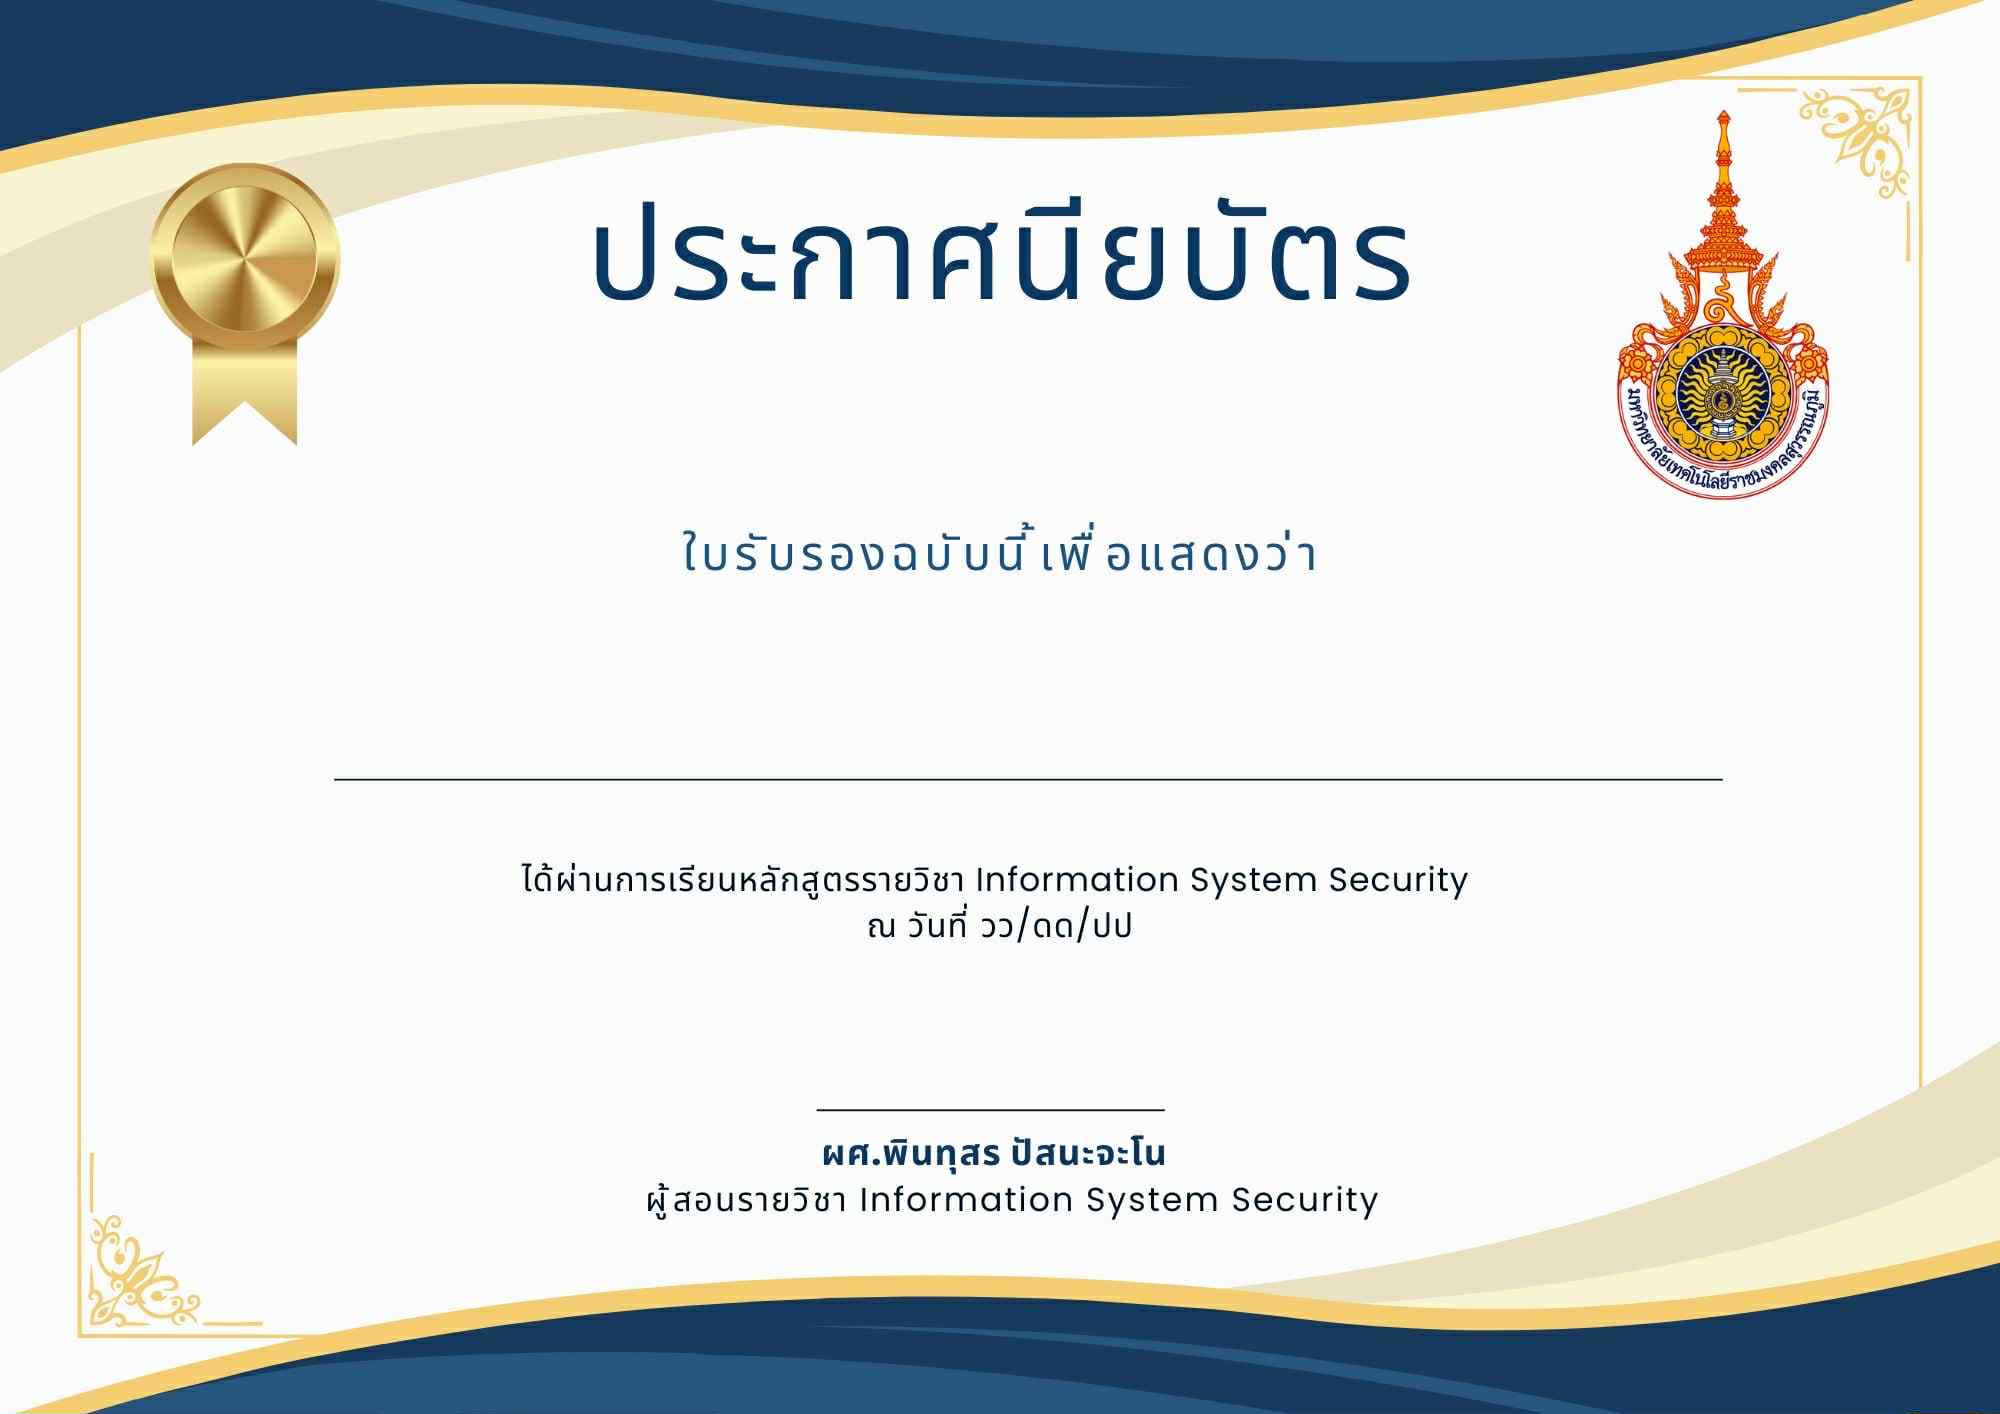 ประกาศนียบัตร
มหาวิทยาลัยเทคโนโลยีราชมงคลสุวรรณภูมิ
ใบรับรองฉบับนี้เพื่อแสดงว่า
ได้ผ่านการเรียนหลักสูตรรายวิชา Information System Security
ณ วันที่ วว/ดด/ปป
ผศ.พินทุสร ปัสนะจะโน
ผู้สอนรายวิชา Information System Security